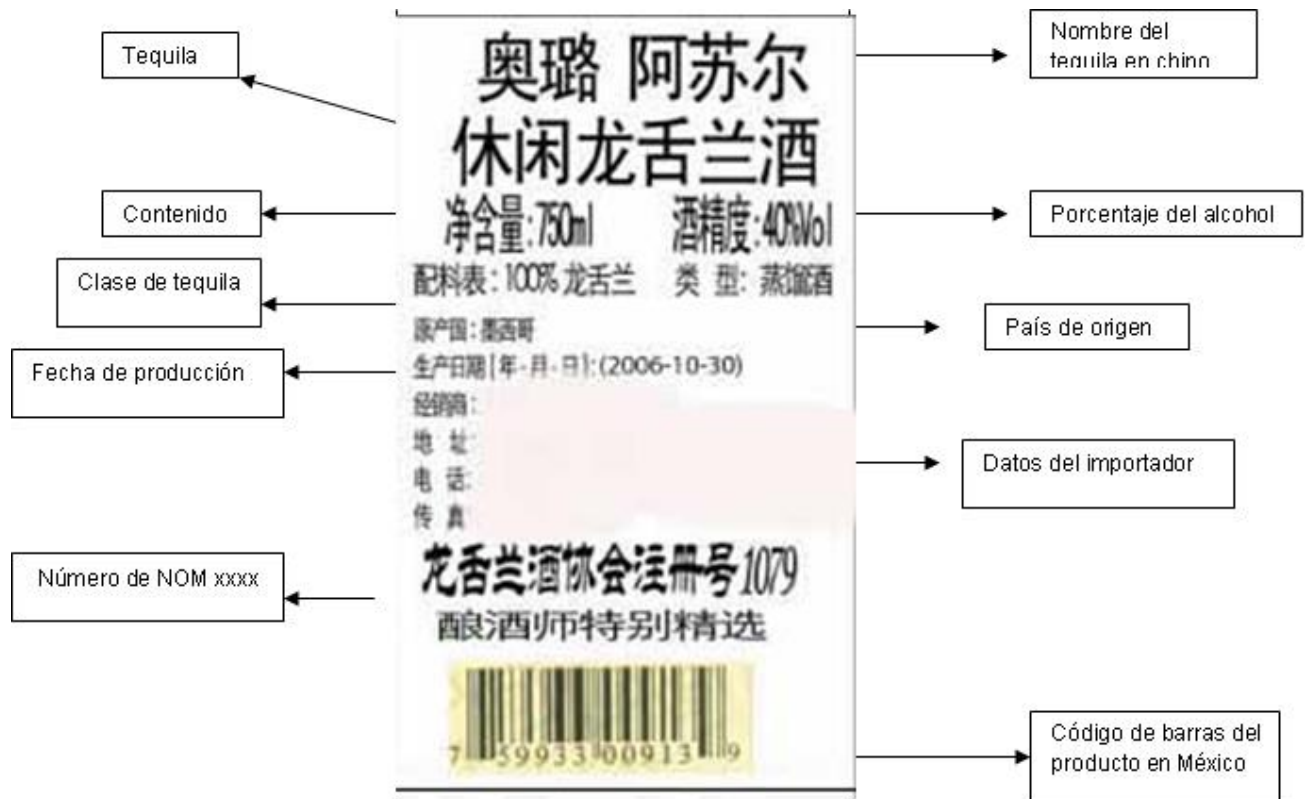 Tequila
Nombre del
tequila en chino
奥璐 阿苏尔
休闲龙舌兰酒
Contenido
净含量:750ml 酒精度:40%Vol
Porcentaje del alcohol
Clase de tequila
配料表:100% 龙舌兰 类 型: 蒸馏酒
原产国:墨西哥
País de origen
Fecha de producción
生产日期[年-月-日]:(2006-10-30)
经销商:
地 址:
电 话:
传 真
Datos del importador
Número de NOM xxxx
龙舌兰酒协会注册号1079
酿酒师特别精选
7 59933 00913 9
Código de barras del
producto en México